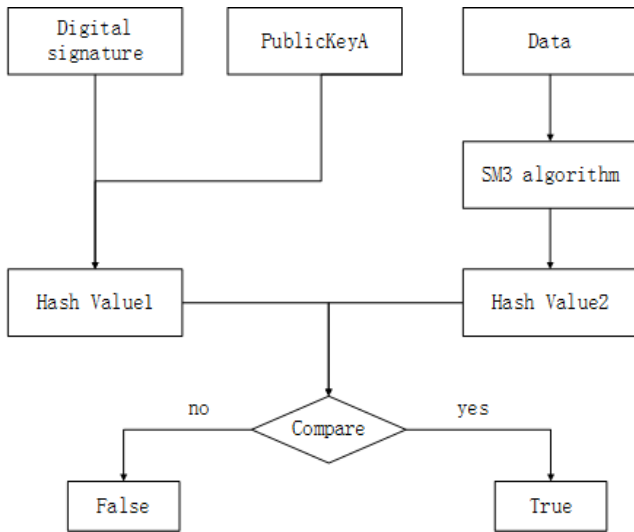 Digital
signature
PublicKeyA
Data
SM3 algorithm
Hash Value1
Hash Value2
no
Compare
yes
False
True